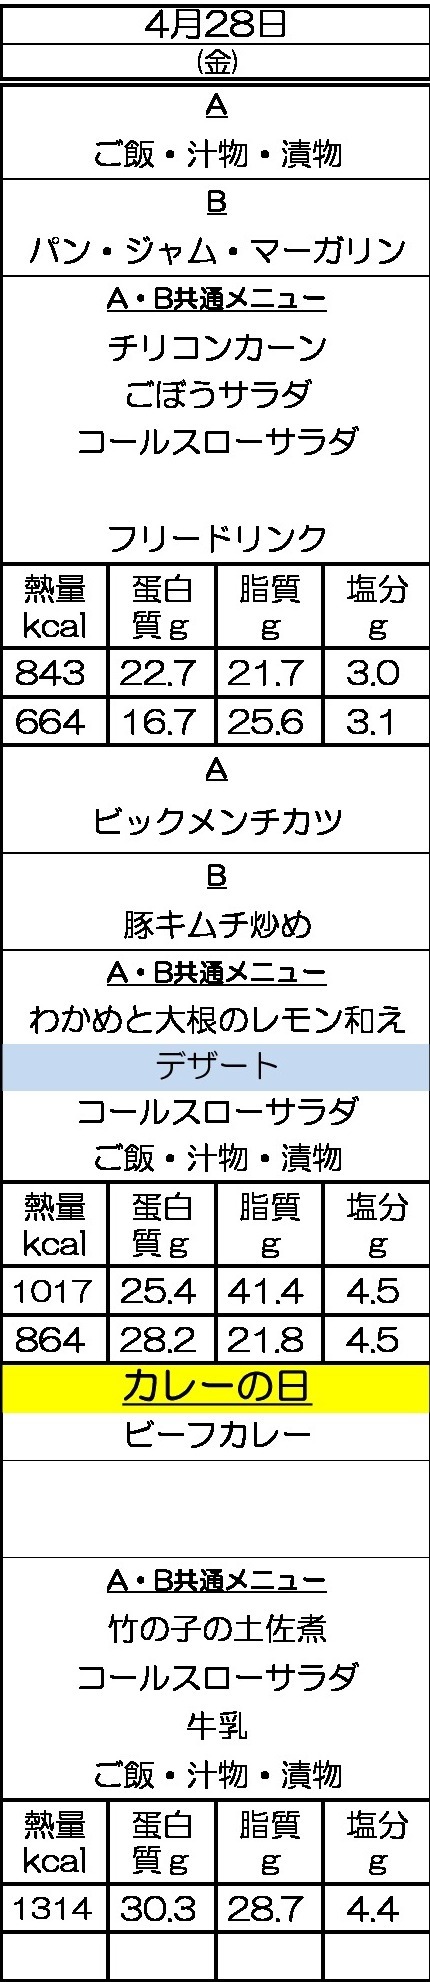 4月28日
(金)
A
ご飯・汁物・漬物
B
パン・ジャム・マーガリン
A・B共通メニュー
チリコンカーン
ごぼうサラダ
コールスローサラダ
フリードリンク
熱量 蛋白 脂質 塩分
kcal 質g g g
843 22.7 21.7 3.0
664 16.7 25.6 3.1
A
ビックメンチカツ
B
豚キムチ炒め
A・B共通メニュー
わかめと大根のレモン和え
デザート
コールスローサラダ
ご飯・汁物・漬物
熱量 蛋白 脂質 塩分
kcal 質g g g
1017 25.4 41.4 4.5
864 28.2 21.8 4.5
カレーの日
ビーフカレー
A・B共通メニュー
竹の子の土佐煮
コールスローサラダ
牛乳
ご飯・汁物・漬物
熱量 蛋白 脂質 塩分
kcal 質g g g
1314 30.3 28.7 4.4